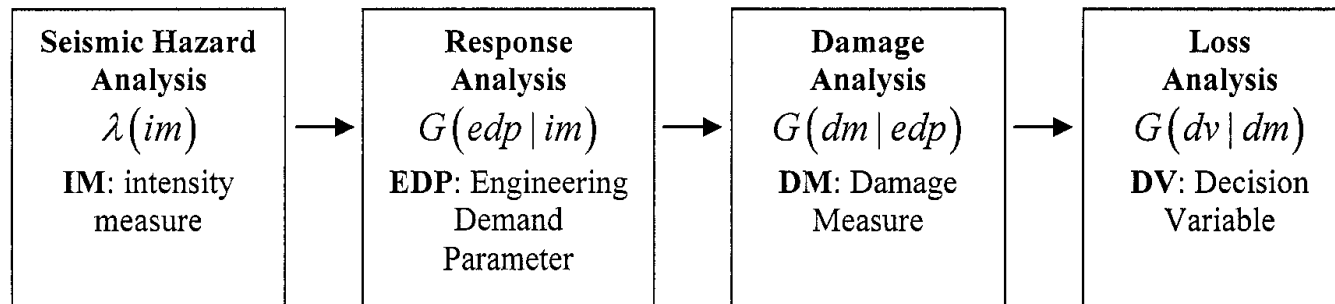 Seismic Hazard
Analysis
λ(im)
IM: intensity
measure
Response
Analysis
G(edp | im)
EDP: Engineering
Demand
Parameter
Damage
Analysis
G(dm | edp)
DM: Damage
Measure
Loss
Analysis
G(dv | dm)
DV: Decision
Variable